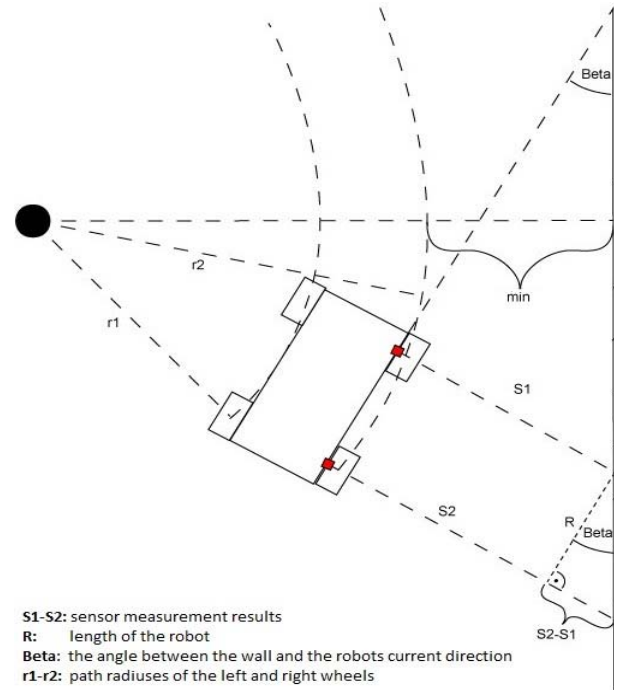 Beta
r2
min
r1
S1
S2
R
Beta
S2-S1
S1-S2: sensor measurement results
R: length of the robot
Beta: the angle between the wall and the robots current direction
r1-r2: path radiuses of the left and right wheels